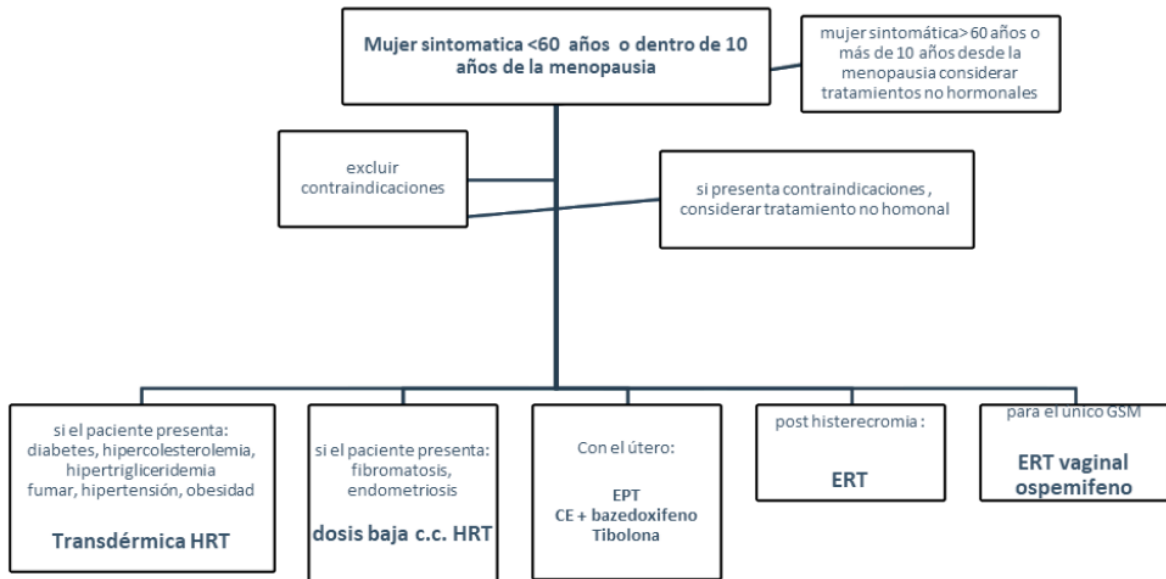 Mujer sintomatica <60 años o dentro de 10
años de la menopausia
mujer sintomática> 60 años o
más de 10 años desde la
menopausia considerar
tratamientos no hormonales
excluir
contraindicaciones
si presenta contraindicaciones ,
considerar tratamiento no homonal
si el paciente presenta:
diabetes, hipercolesterolemia,
hipertrigliceridemia
fumar, hipertensión, obesidad
Transdérmica HRT
si el paciente presenta:
fibromatosis,
endometriosis
dosis baja c.c. HRT
Con el útero:
EPT
CE + bazedoxifeno
Tibolona
post histerecromia :
ERT
para el único GSM
ERT vaginal
ospemifeno